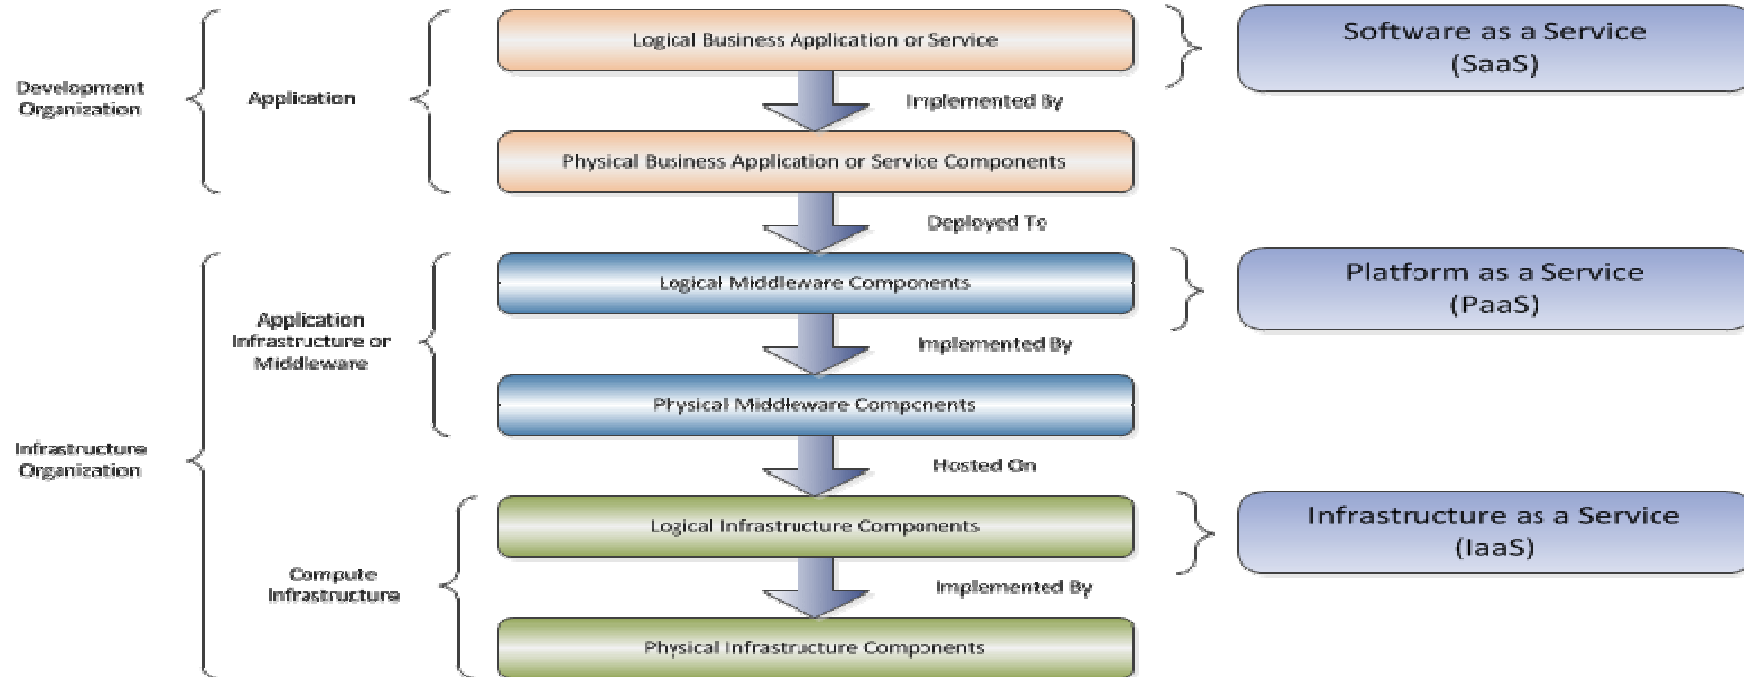 Logical Business Application or Service
Software as a Service
(SaaS)
Development
Organization
Application
Implemented By
Physical Business Application or Service Components
Deployed To
Logical Middleware Components
Platform as a Service
(PaaS)
Application
Infrastructure or
Middleware
Implemented By
Physical Middleware Components
Infrastructure
Organization
Hosted On
Logical Infrastructure Components
Infrastructure as a Service
(IaaS)
Compute
Infrastructure
Implemented By
Physical Infrastructure Components